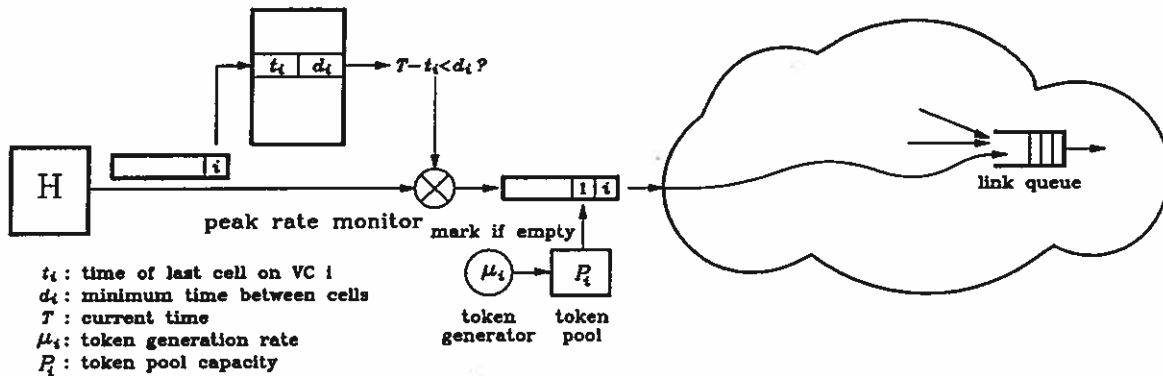 t_i d_i
T-t_i<d_i?
i
H
1 i
link queue
peak rate monitor
mark if empty
μ_i
P_i
token generator
token pool
t_i : time of last cell on VC i
d_i : minimum time between cells
T : current time
μ_i : token generation rate
P_i : token pool capacity